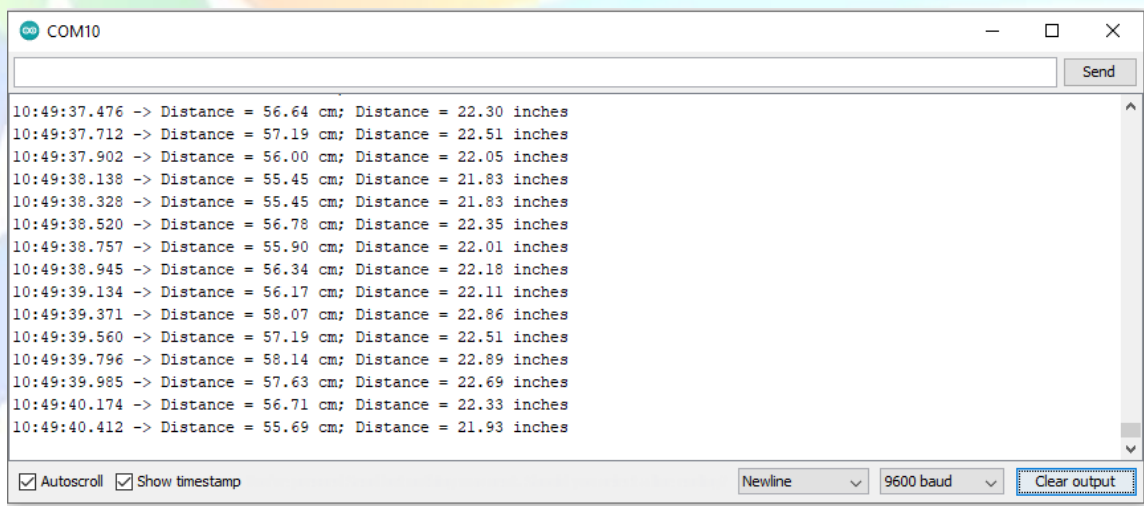 COM10
Send
10:49:37.476 -> Distance = 56.64 cm; Distance = 22.30 inches
10:49:37.712 -> Distance = 57.19 cm; Distance = 22.51 inches
10:49:37.902 -> Distance = 56.00 cm; Distance = 22.05 inches
10:49:38.138 -> Distance = 55.45 cm; Distance = 21.83 inches
10:49:38.328 -> Distance = 55.45 cm; Distance = 21.83 inches
10:49:38.520 -> Distance = 56.78 cm; Distance = 22.35 inches
10:49:38.757 -> Distance = 55.90 cm; Distance = 22.01 inches
10:49:38.945 -> Distance = 56.34 cm; Distance = 22.18 inches
10:49:39.134 -> Distance = 56.17 cm; Distance = 22.11 inches
10:49:39.371 -> Distance = 58.07 cm; Distance = 22.86 inches
10:49:39.560 -> Distance = 57.19 cm; Distance = 22.51 inches
10:49:39.796 -> Distance = 58.14 cm; Distance = 22.89 inches
10:49:39.985 -> Distance = 57.63 cm; Distance = 22.69 inches
10:49:40.174 -> Distance = 56.71 cm; Distance = 22.33 inches
10:49:40.412 -> Distance = 55.69 cm; Distance = 21.93 inches
Autoscroll Show timestamp Newline 9600 baud Clear output